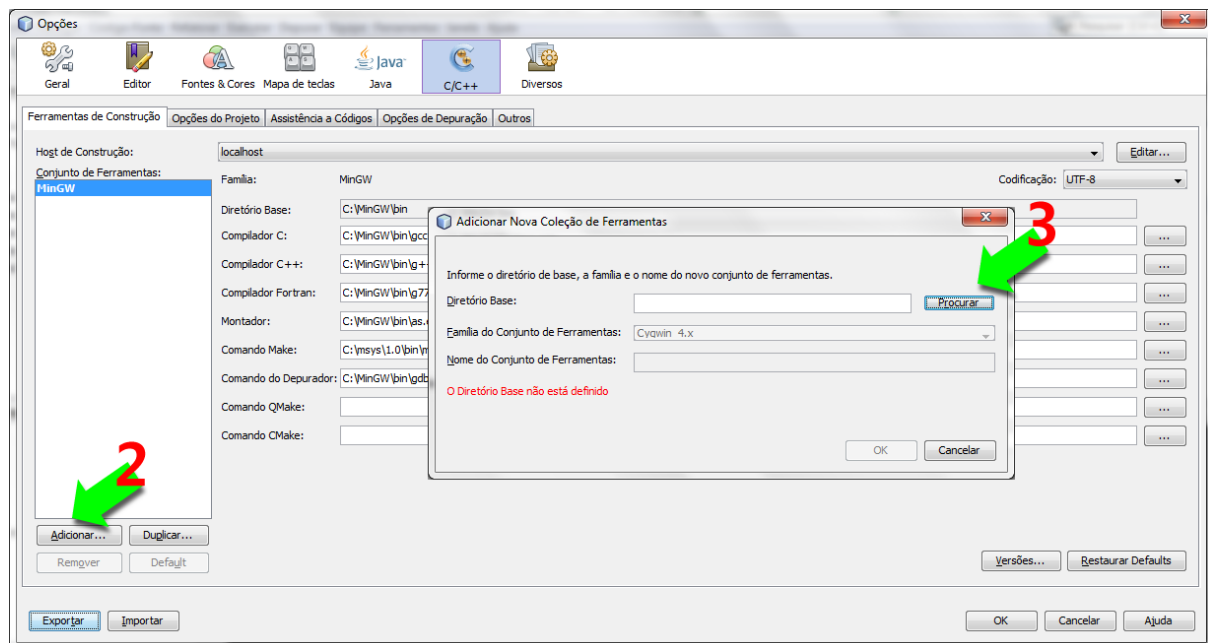 Opções
Geral
Editor
Fontes & Cores
Mapa de teclas
Java
Java
C/C++
Diversos
Ferramentas de Construção
Opções do Projeto
Assistência a Códigos
Opções de Depuração
Outros
Host de Construção:
localhost
Editar...
Conjunto de Ferramentas:
MinGW
Família:
MinGW
Codificação:
UTF-8
Diretório Base:
C:\MinGW\bin
Compilador C:
C:\MinGW\bin\gcc
...
Compilador C++:
C:\MinGW\bin\g+
...
Compilador Fortran:
C:\MinGW\bin\g77
...
Montador:
C:\MinGW\bin\as.
...
Comando Make:
C:\msys\1.0\bin\
...
Comando do Depurador:
C:\MinGW\bin\gdb
...
Comando QMake:
...
Comando CMake:
...
Adicionar Nova Coleção de Ferramentas
3
Informe o diretório de base, a família e o nome do novo conjunto de ferramentas.
Diretório Base:
Procurar
Família do Conjunto de Ferramentas:
Cygwin 4.x
Nome do Conjunto de Ferramentas:
O Diretório Base não está definido
OK
Cancelar
2
Adicionar...
Duplicar...
Remover
Default
Versões...
Restaurar Defaults
Exportar
Importar
OK
Cancelar
Ajuda